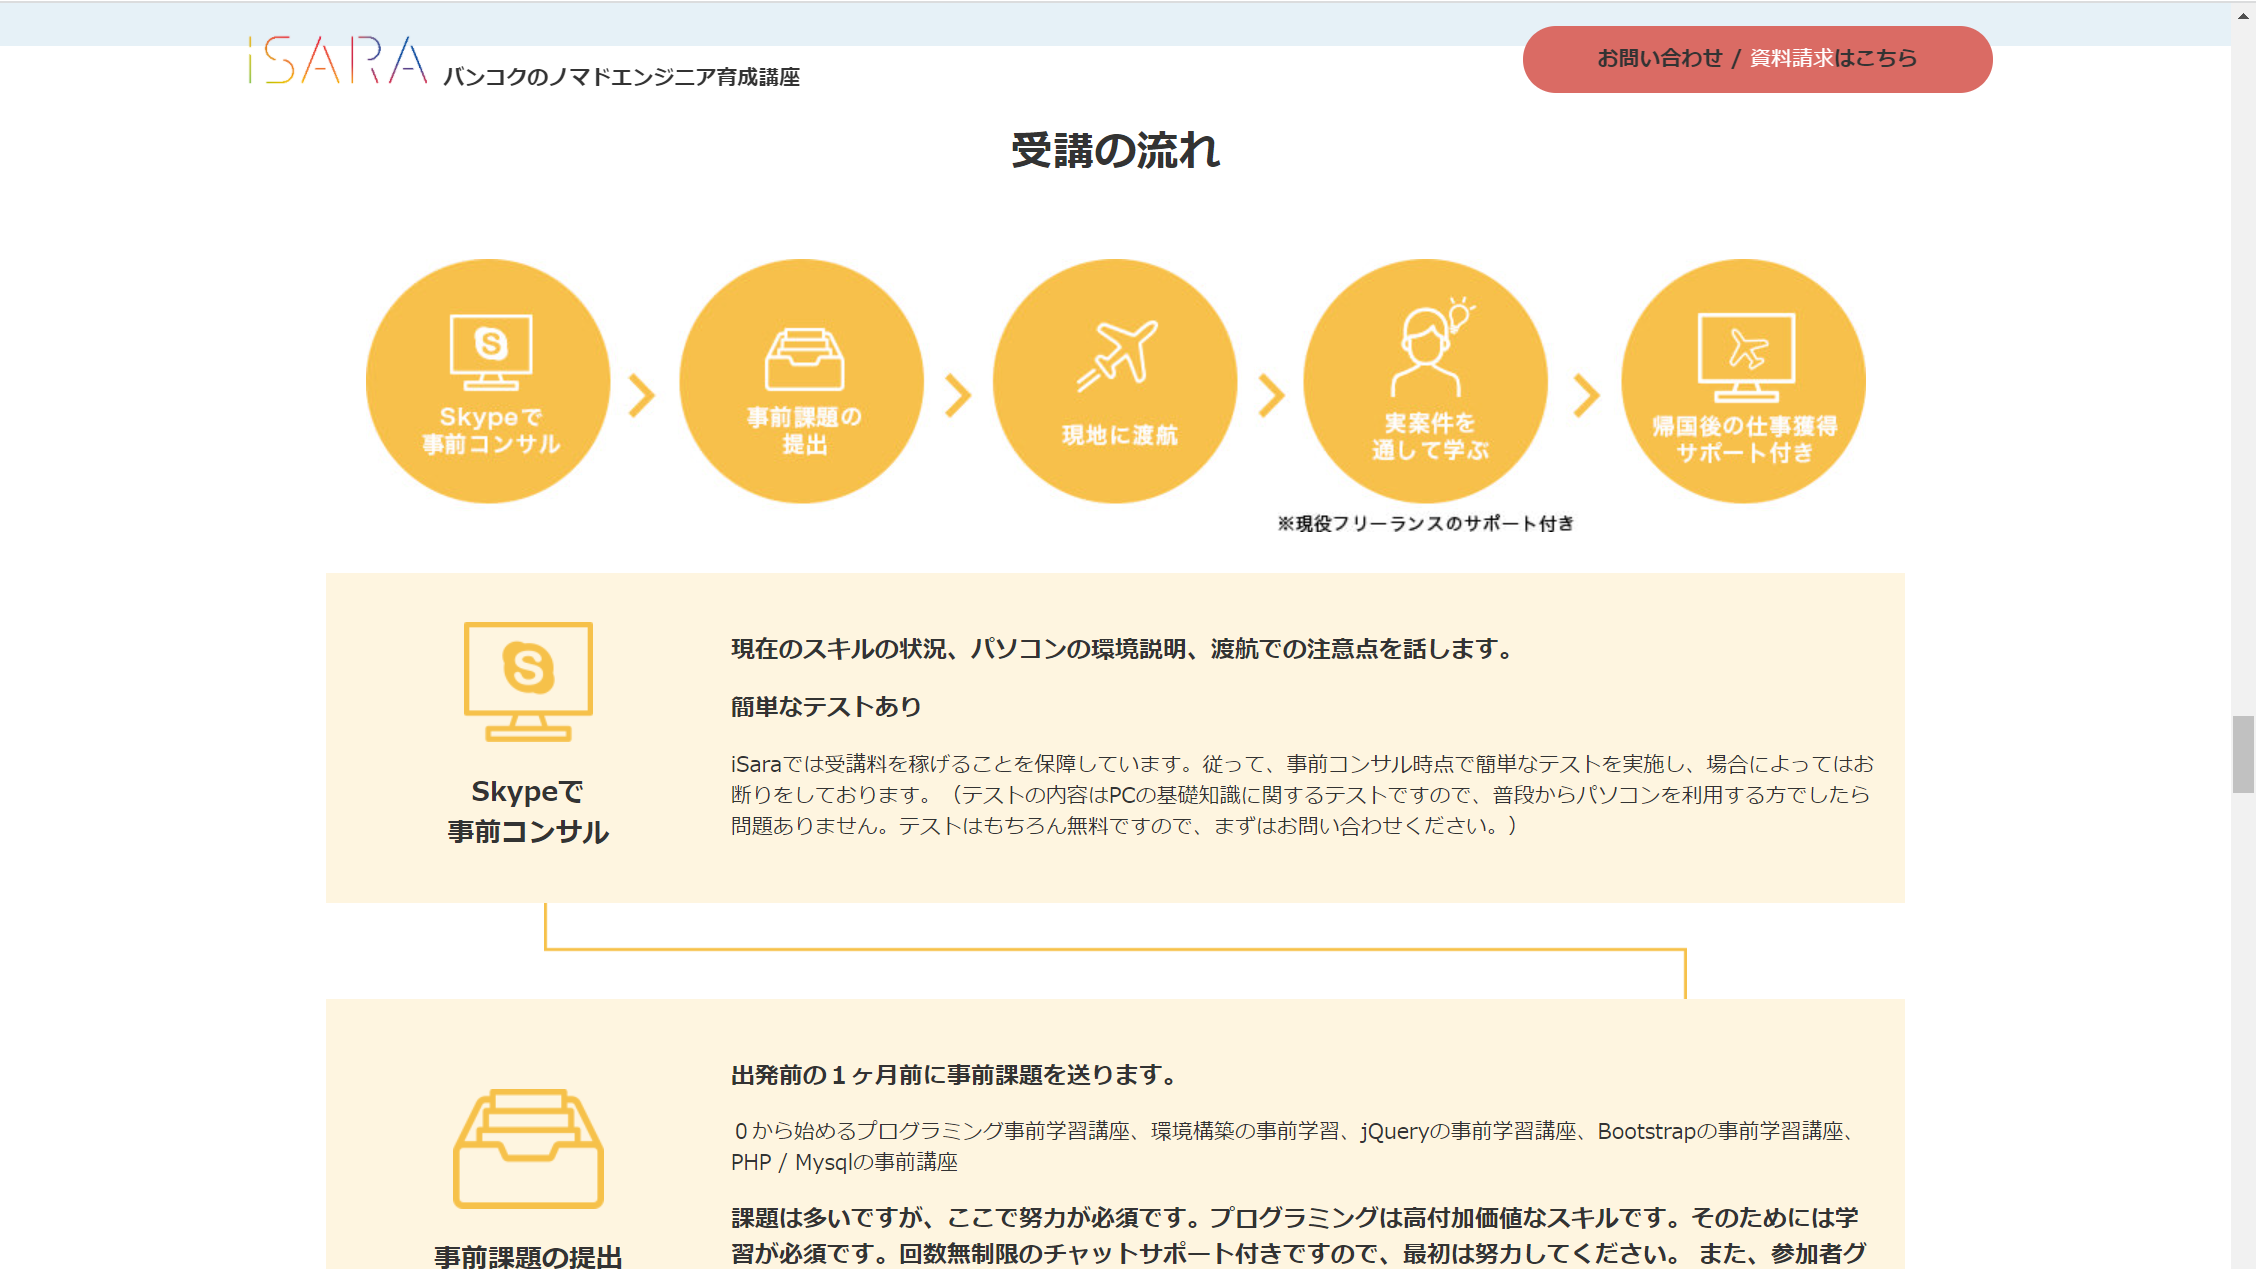 iSARA バンコクのノマドエンジニア育成講座
お問い合わせ / 資料請求はこちら
受講の流れ
Skypeで
事前コンサル
事前課題の
提出
現地に渡航
実案件を
通して学ぶ
帰国後の仕事獲得
サポート付き
※現役フリーランスのサポート付き
Skypeで
事前コンサル
現在のスキルの状況、パソコンの環境説明、渡航での注意点を話します。
簡単なテストあり
iSaraでは受講料を稼げることを保障しています。従って、事前コンサル時点で簡単なテストを実施し、場合によってはお
断りをしております。（テストの内容はPCの基礎知識に関するテストですので、普段からパソコンを利用する方でしたら
問題ありません。テストはもちろん無料ですので、まずはお問い合わせください。）
事前課題の提出
出発前の１ヶ月前に事前課題を送ります。
０から始めるプログラミング事前学習講座、環境構築の事前学習、jQueryの事前学習講座、Bootstrapの事前学習講座、
PHP / Mysqlの事前講座
課題は多いですが、ここで努力が必須です。プログラミングは高付加価値なスキルです。そのためには学
習が必須です。回数無制限のチャットサポート付きですので、最初は努力してください。 また、参加者グ